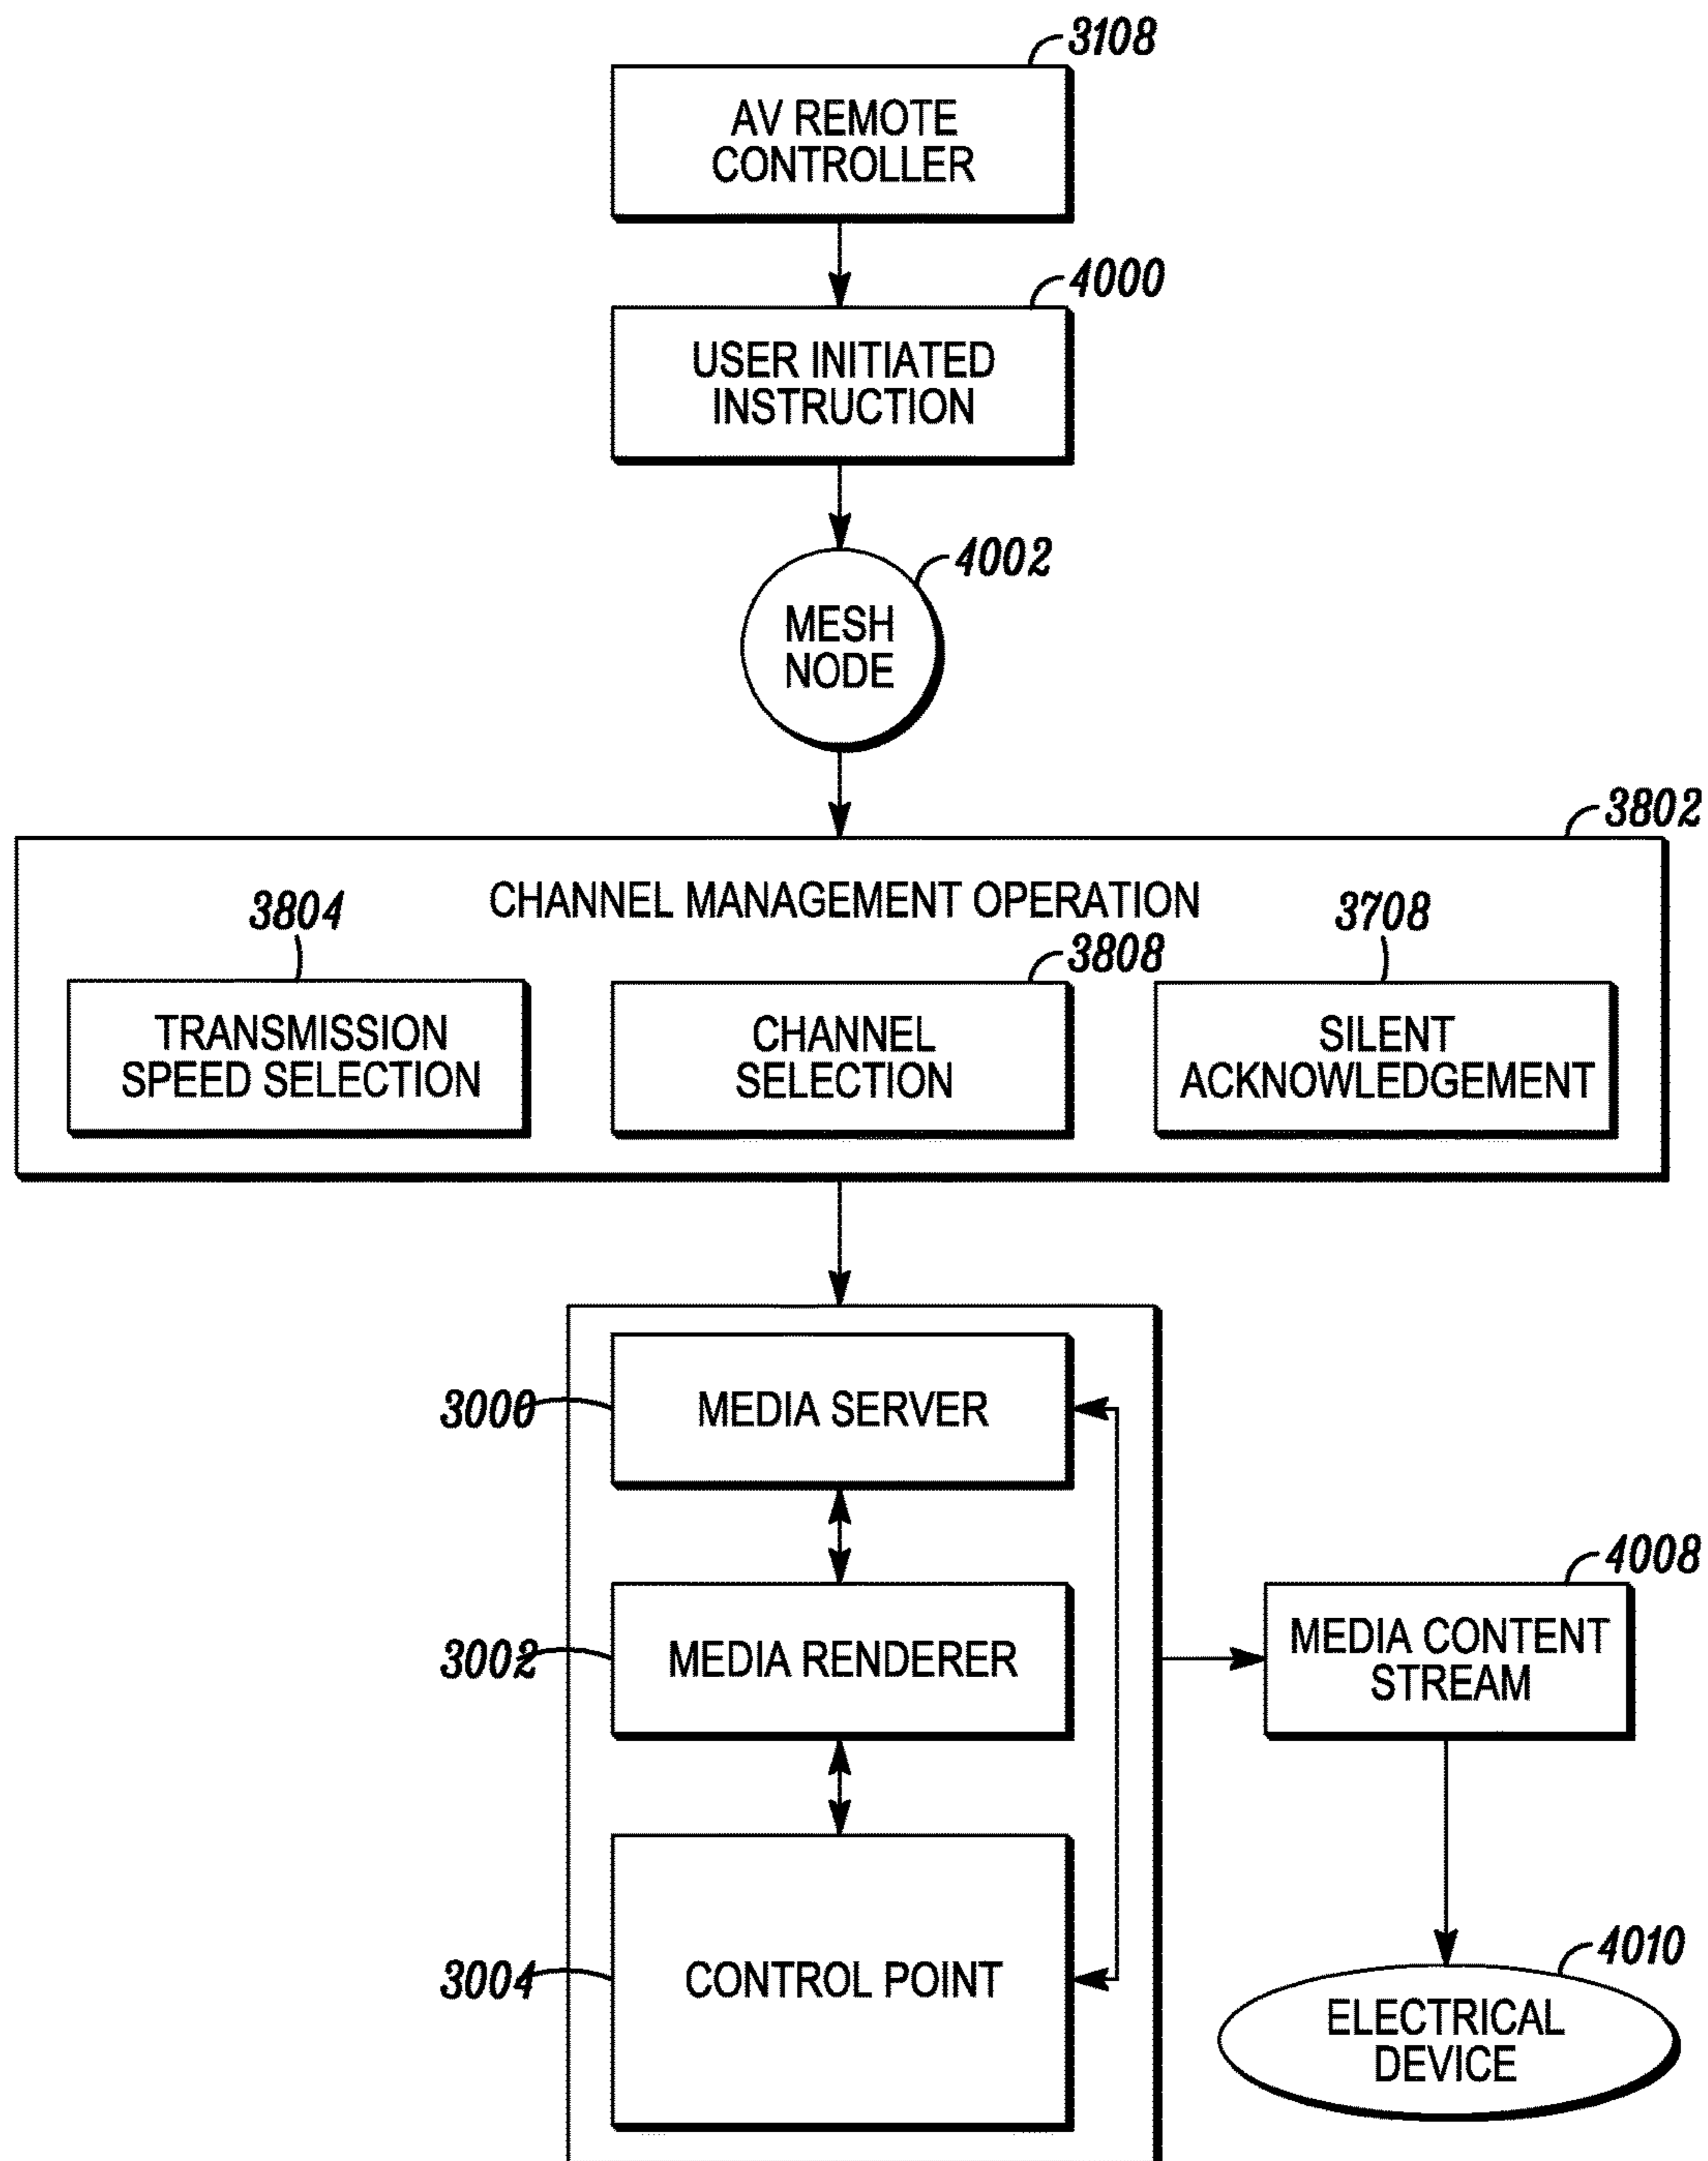 3108
AV REMOTE
CONTROLLER
4000
USER INITIATED
INSTRUCTION
4002
MESH
NODE
3802
CHANNEL MANAGEMENT OPERATION
3804
TRANSMISSION
SPEED SELECTION
3808
CHANNEL
SELECTION
3708
SILENT
ACKNOWLEDGEMENT
3000
MEDIA SERVER
3002
MEDIA RENDERER
3004
CONTROL POINT
4008
MEDIA CONTENT
STREAM
4010
ELECTRICAL
DEVICE